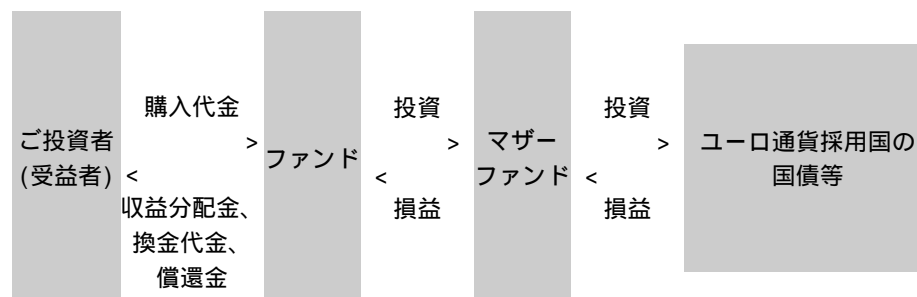 ご投資者
(受益者)
購入代金
>
<
収益分配金、
換金代金、
償還金
ファンド
投資
>
<
損益
マザー
ファンド
投資
>
<
損益
ユーロ通貨採用国の
国債等